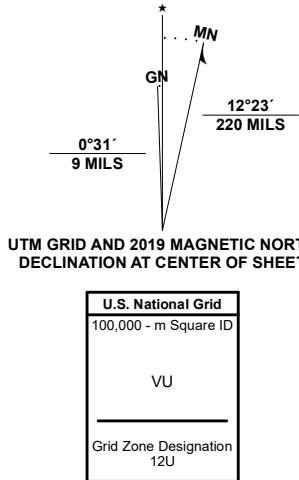 ★
MN
GN
12°23´
220 MILS
0°31´
9 MILS
UTM GRID AND 2019 MAGNETIC NORT
DECLINATION AT CENTER OF SHEET
U.S. National Grid
100,000 - m Square ID
VU
Grid Zone Designation
12U